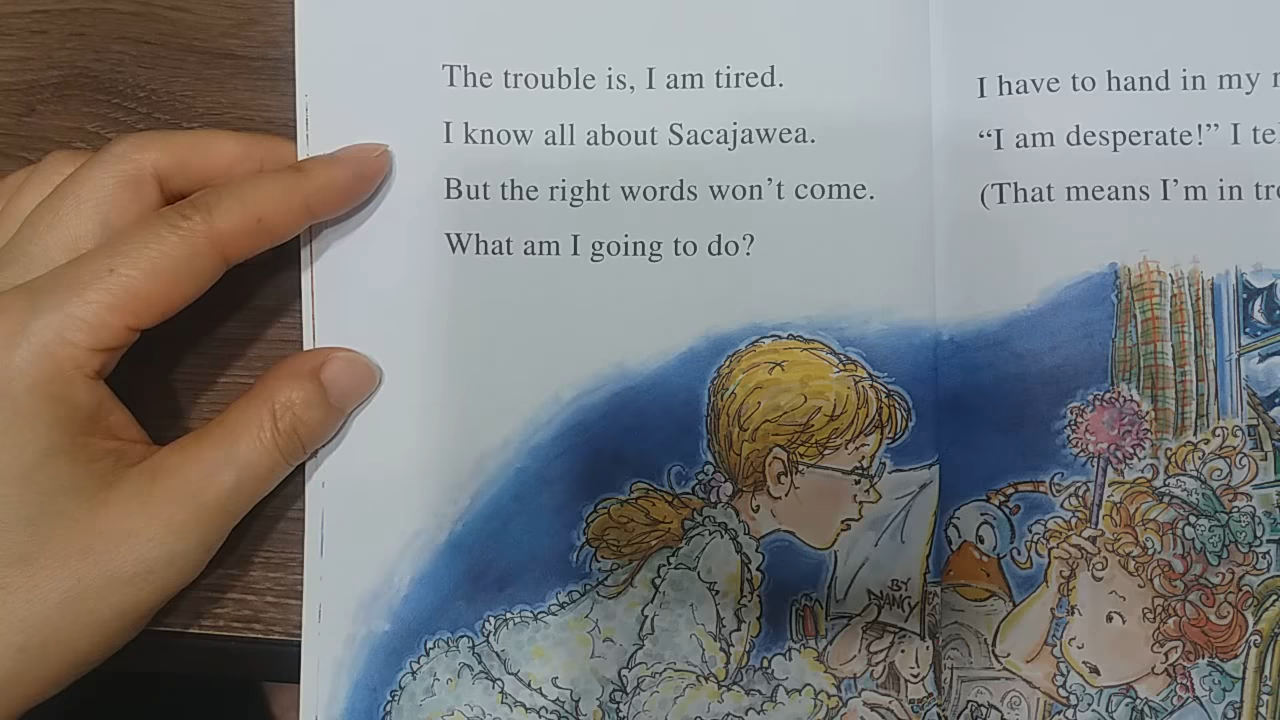 The trouble is, I am tired.
I know all about Sacajawea.
But the right words won't come.
What am I going to do?
I have to hand in my
“I am desperate!” I
(That means I'm in
BY
NANCY